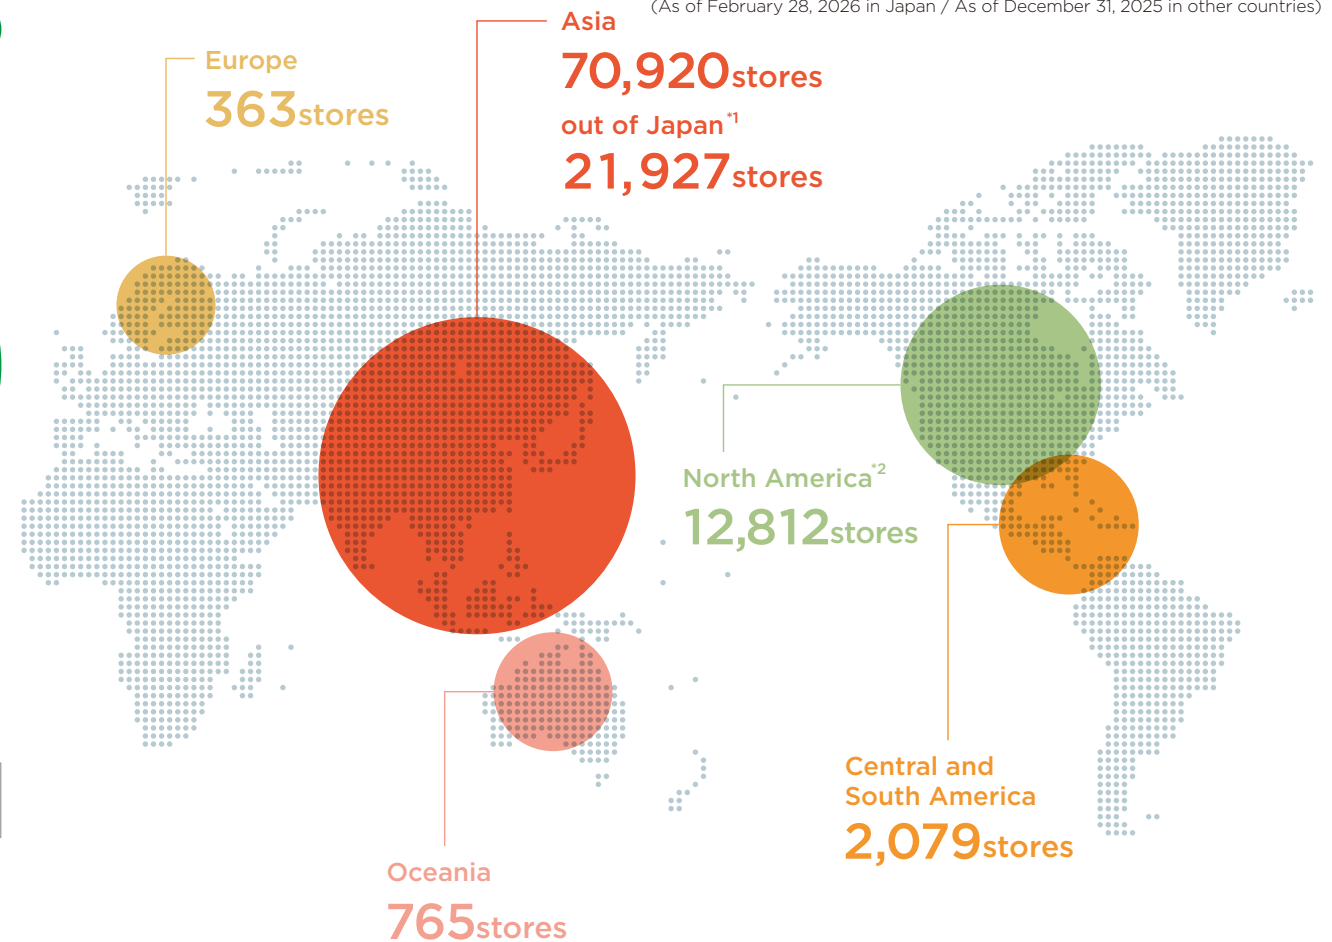 (As of February 28, 2026 in Japan / As of December 31, 2025 in other countries)
Asia
70,920stores
out of Japan*1
21,927stores
Europe
363stores
North America*2
12,812stores
Central and
South America
2,079stores
Oceania
765stores